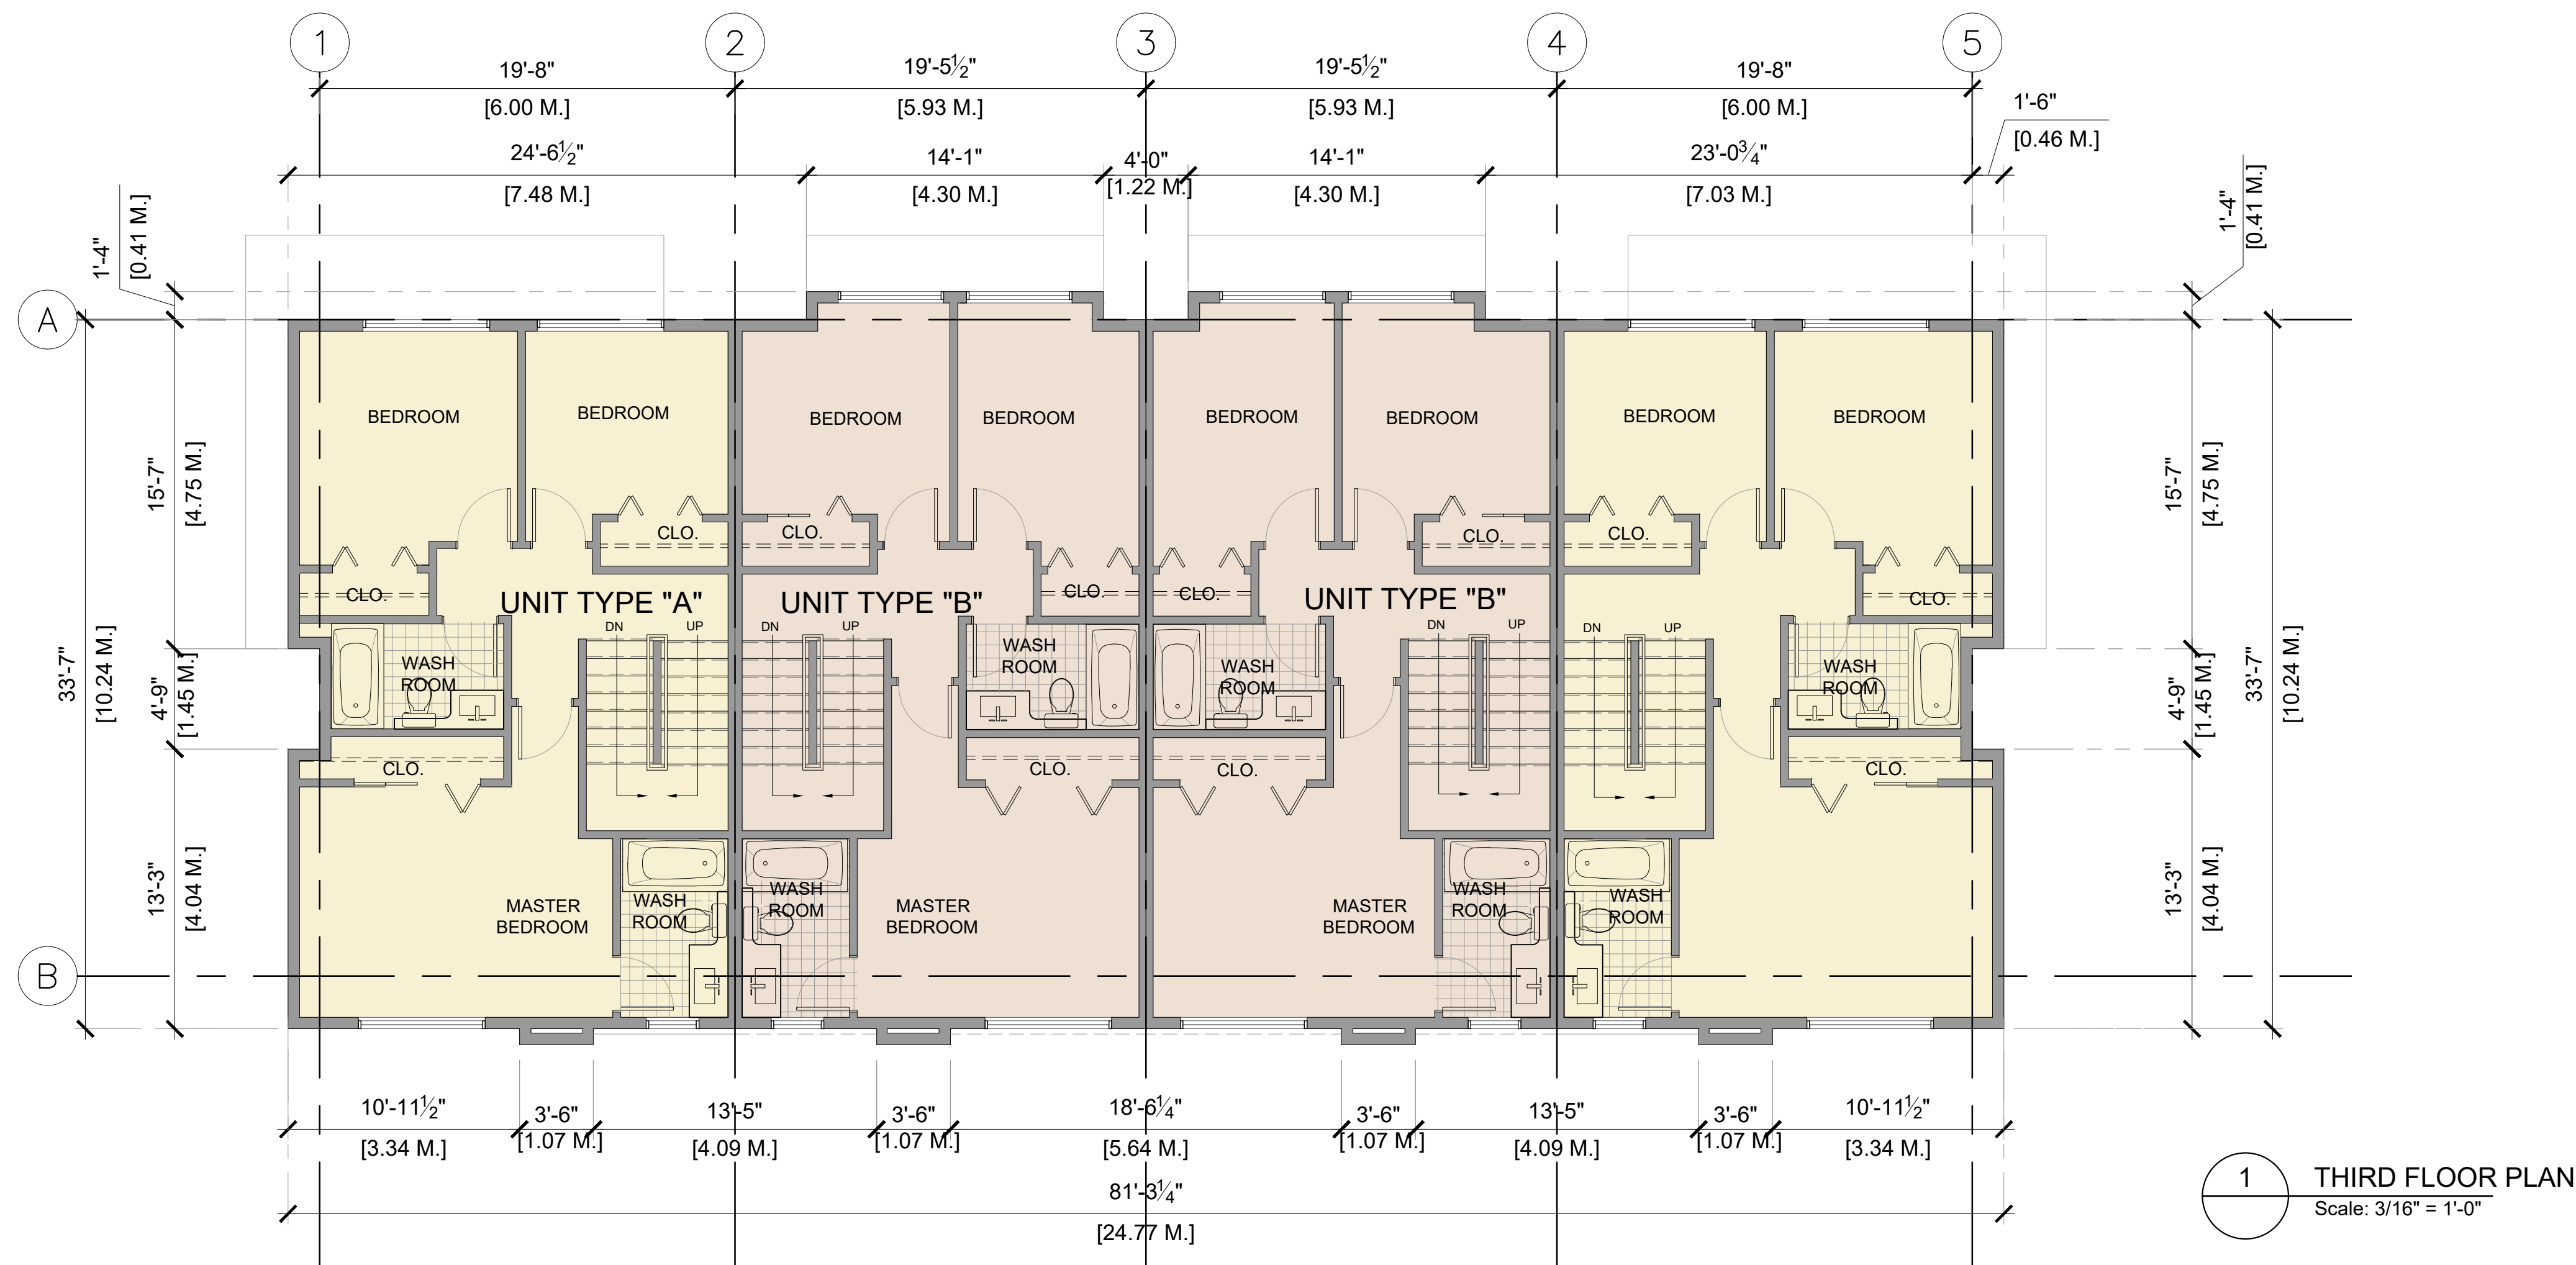 1 2 3 4 5
19'-8" 19'-5½" 19'-5½" 19'-8"
[6.00 M.] [5.93 M.] [5.93 M.] [6.00 M.]
1'-6"
[0.46 M.]
24'-6½" 14'-1" 4'-0" 14'-1" 23'-0¾"
[7.48 M.] [4.30 M.] [1.22 M.] [4.30 M.] [7.03 M.]
1'-4"
[0.41 M.]
1'-4"
[0.41 M.]
A
BEDROOM BEDROOM BEDROOM BEDROOM BEDROOM BEDROOM BEDROOM BEDROOM
15'-7"
[4.75 M.]
15'-7"
[4.75 M.]
CLO. CLO. CLO. CLO.
CLO. CLO. CLO. CLO.
UNIT TYPE "A" UNIT TYPE "B" UNIT TYPE "B"
DN UP DN UP DN UP DN UP
WASH
ROOM
WASH
ROOM
WASH
ROOM
WASH
ROOM
33'-7"
[10.24 M.]
4'-9"
[1.45 M.]
4'-9"
[1.45 M.]
33'-7"
[10.24 M.]
CLO. CLO. CLO. CLO.
13'-3"
[4.04 M.]
13'-3"
[4.04 M.]
MASTER
BEDROOM
WASH
ROOM
WASH
ROOM
MASTER
BEDROOM
MASTER
BEDROOM
WASH
ROOM
WASH
ROOM
B
10'-11½" 3'-6" 13'-5" 3'-6" 18'-6¼" 3'-6" 13'-5" 3'-6" 10'-11½"
[3.34 M.] [1.07 M.] [4.09 M.] [1.07 M.] [5.64 M.] [1.07 M.] [4.09 M.] [1.07 M.] [3.34 M.]
81'-3¼"
[24.77 M.]
1 THIRD FLOOR PLAN
Scale: 3/16" = 1'-0"